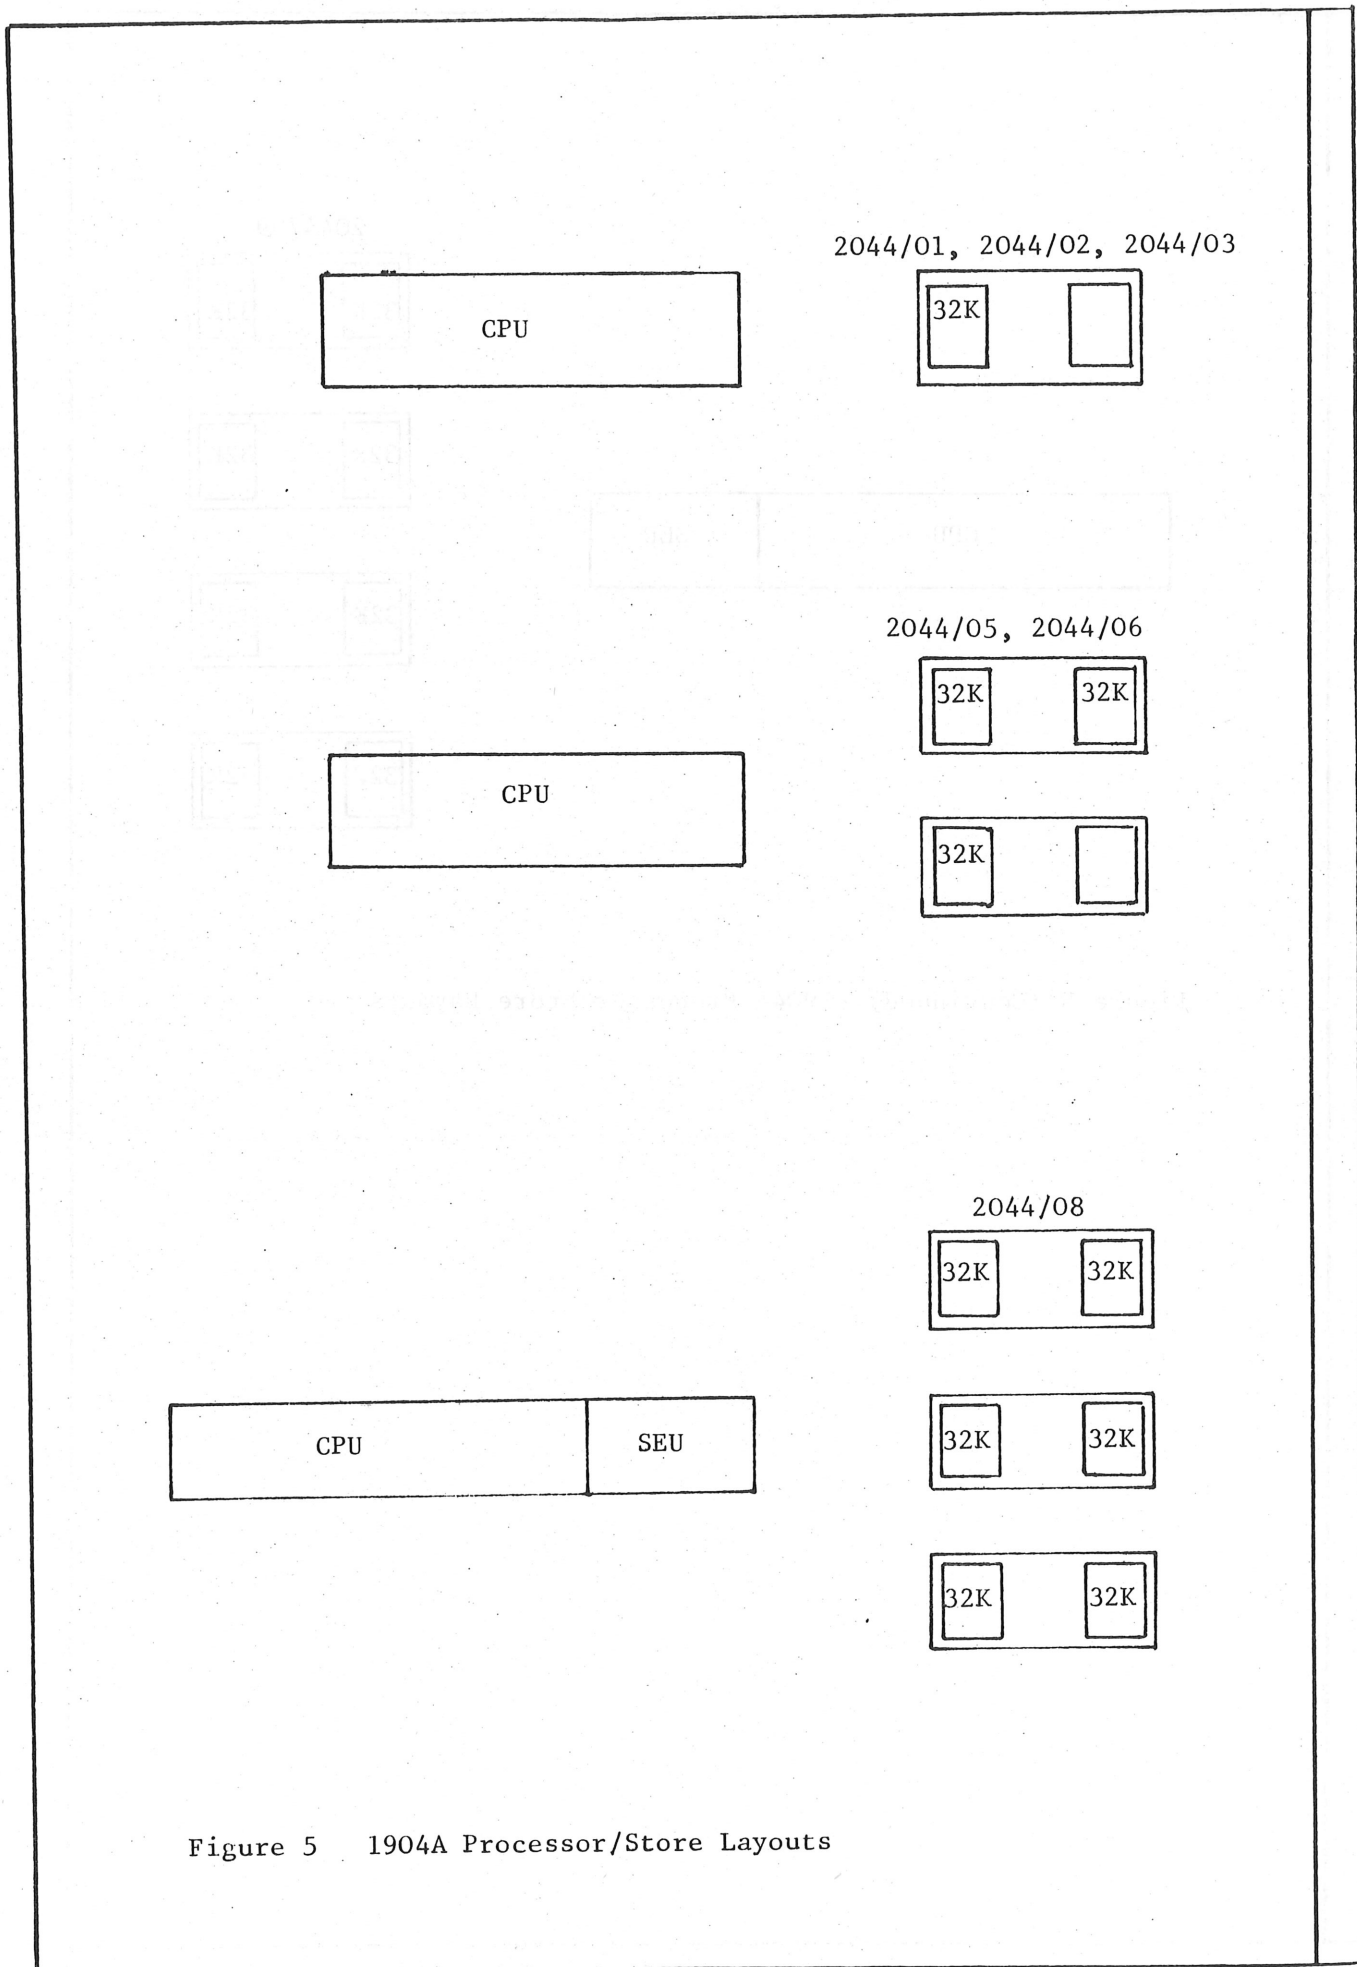 2044/01, 2044/02, 2044/03
CPU
32K
2044/05, 2044/06
32K 32K
CPU
32K
2044/08
32K 32K
CPU SEU 32K 32K
32K 32K
Figure 5 1904A Processor/Store Layouts